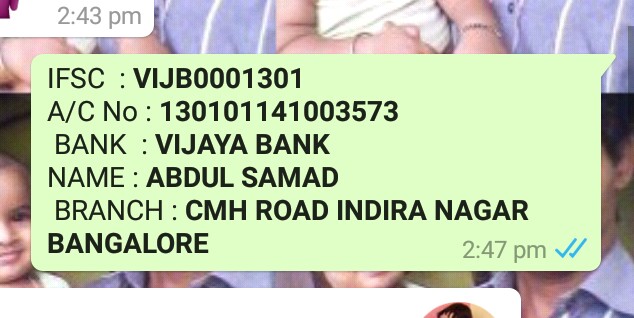 2:43 pm
IFSC : VIJB0001301
A/C No : 130101141003573
BANK : VIJAYA BANK
NAME : ABDUL SAMAD
BRANCH : CMH ROAD INDIRA NAGAR
BANGALORE
2:47 pm